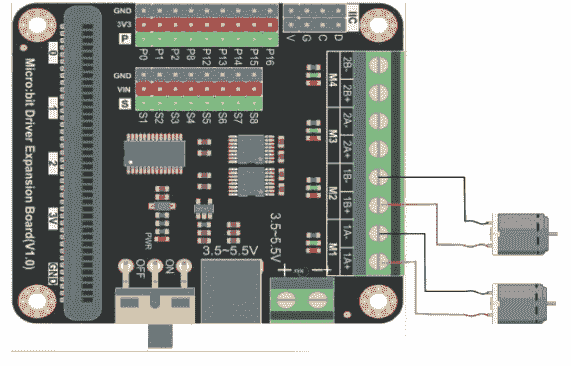 GND
3V3
P
P0 P1 P2 P8 P12 P13 P14 P15 P16
IIC
V G C D
GND
VIN
S
S1 S2 S3 S4 S5 S6 S7 S8
Micro:bit Driver Expansion Board(V1.0)
0
1
2
3V
GND
M4
2B-
2B+
M3
2A-
2A+
M2
1B-
1B+
M1
1A-
1A+
PWR
OFF
ON
3.5~5.5V
3.5~5.5V
+ -